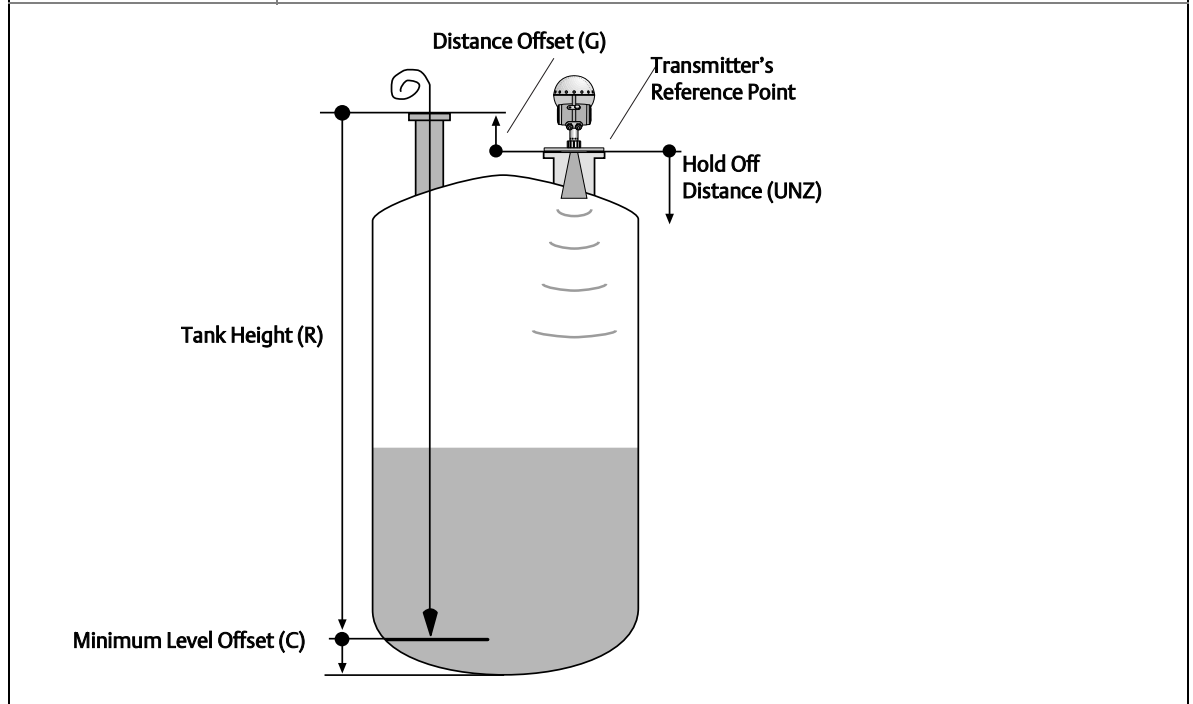 Distance Offset (G)
Transmitter's
Reference Point
Hold Off
Distance (UNZ)
Tank Height (R)
Minimum Level Offset (C)